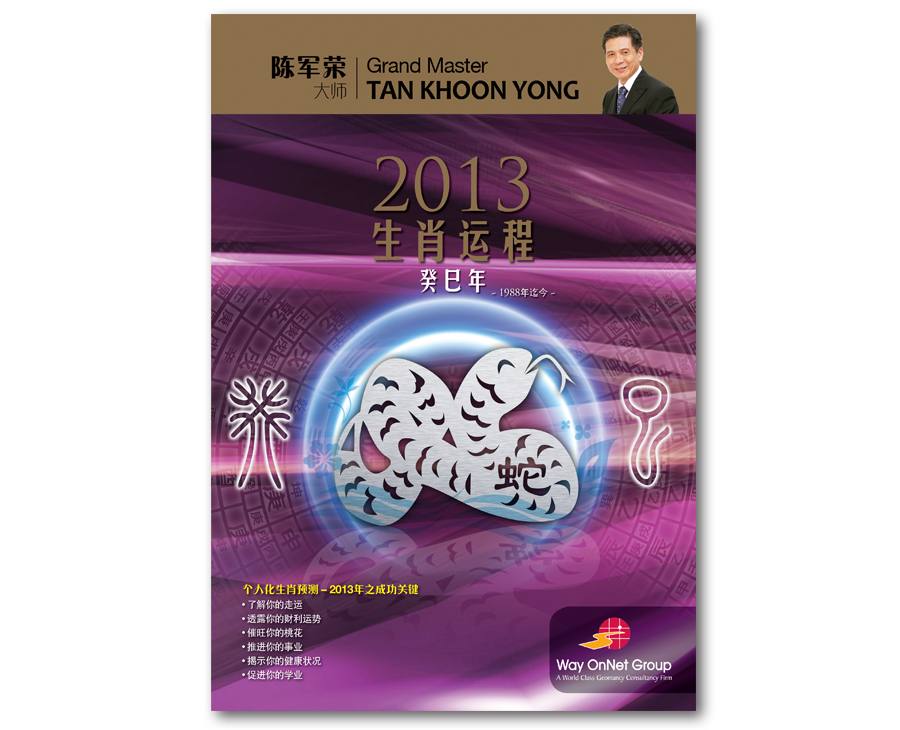 陈军荣
大师
Grand Master
TAN KHOON YONG
2013
生肖运程
癸巳年
- 1988年迄今 -
蛇
个人化生肖预测 – 2013年之成功关键
• 了解你的走运
• 透露你的财利运势
• 催旺你的桃花
• 推进你的事业
• 揭示你的健康状况
• 促进你的学业
Way OnNet Group
A World Class Geomancy Consultancy Firm